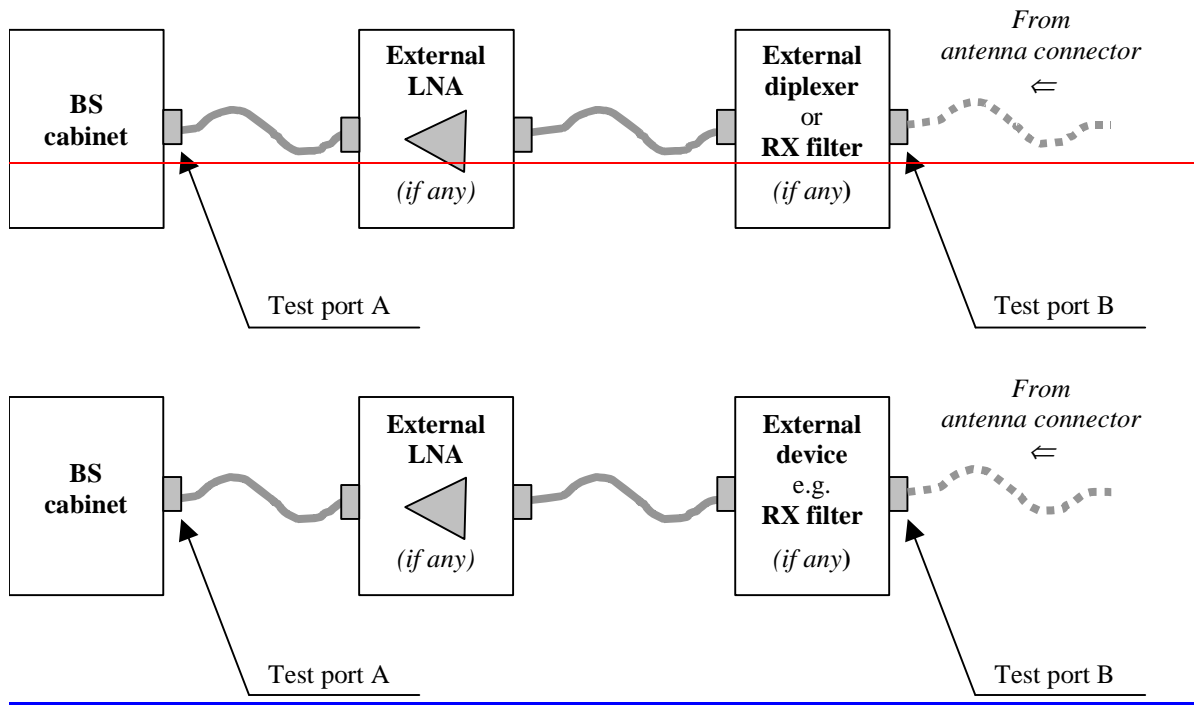 BS
cabinet
External
LNA
(if any)
External
diplexer
or
RX filter
(if any)
From
antenna connector
⇐
Test port A
Test port B
BS
cabinet
External
LNA
(if any)
External
device
e.g.
RX filter
(if any)
From
antenna connector
⇐
Test port A
Test port B